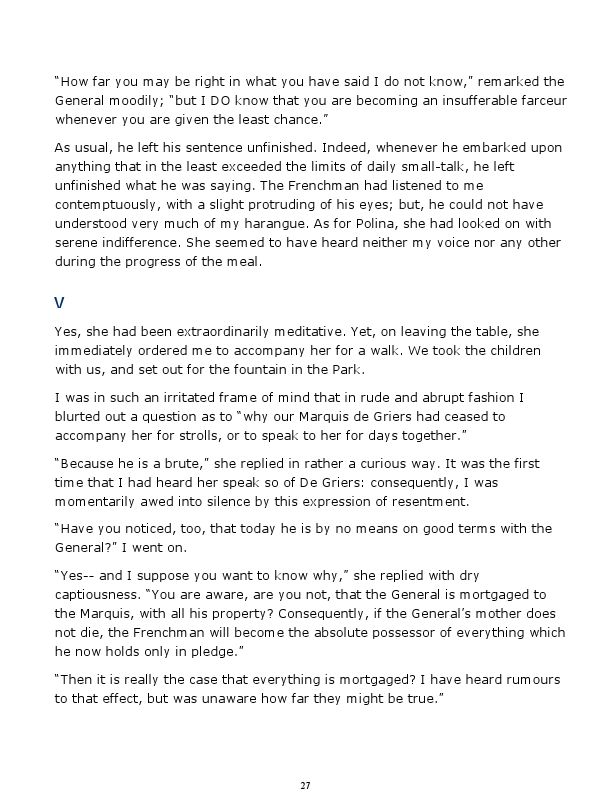 “How far you may be right in what you have said I do not know,” remarked the
General moodily; “but I DO know that you are becoming an insufferable farceur
whenever you are given the least chance.”
As usual, he left his sentence unfinished. Indeed, whenever he embarked upon
anything that in the least exceeded the limits of daily small-talk, he left
unfinished what he was saying. The Frenchman had listened to me
contemptuously, with a slight protruding of his eyes; but, he could not have
understood very much of my harangue. As for Polina, she had looked on with
serene indifference. She seemed to have heard neither my voice nor any other
during the progress of the meal.
V
Yes, she had been extraordinarily meditative. Yet, on leaving the table, she
immediately ordered me to accompany her for a walk. We took the children
with us, and set out for the fountain in the Park.
I was in such an irritated frame of mind that in rude and abrupt fashion I
blurted out a question as to “why our Marquis de Griers had ceased to
accompany her for strolls, or to speak to her for days together.”
“Because he is a brute,” she replied in rather a curious way. It was the first
time that I had heard her speak so of De Griers: consequently, I was
momentarily awed into silence by this expression of resentment.
“Have you noticed, too, that today he is by no means on good terms with the
General?” I went on.
“Yes-- and I suppose you want to know why,” she replied with dry
captiousness. “You are aware, are you not, that the General is mortgaged to
the Marquis, with all his property? Consequently, if the General’s mother does
not die, the Frenchman will become the absolute possessor of everything which
he now holds only in pledge.”
“Then it is really the case that everything is mortgaged? I have heard rumours
to that effect, but was unaware how far they might be true.”
27